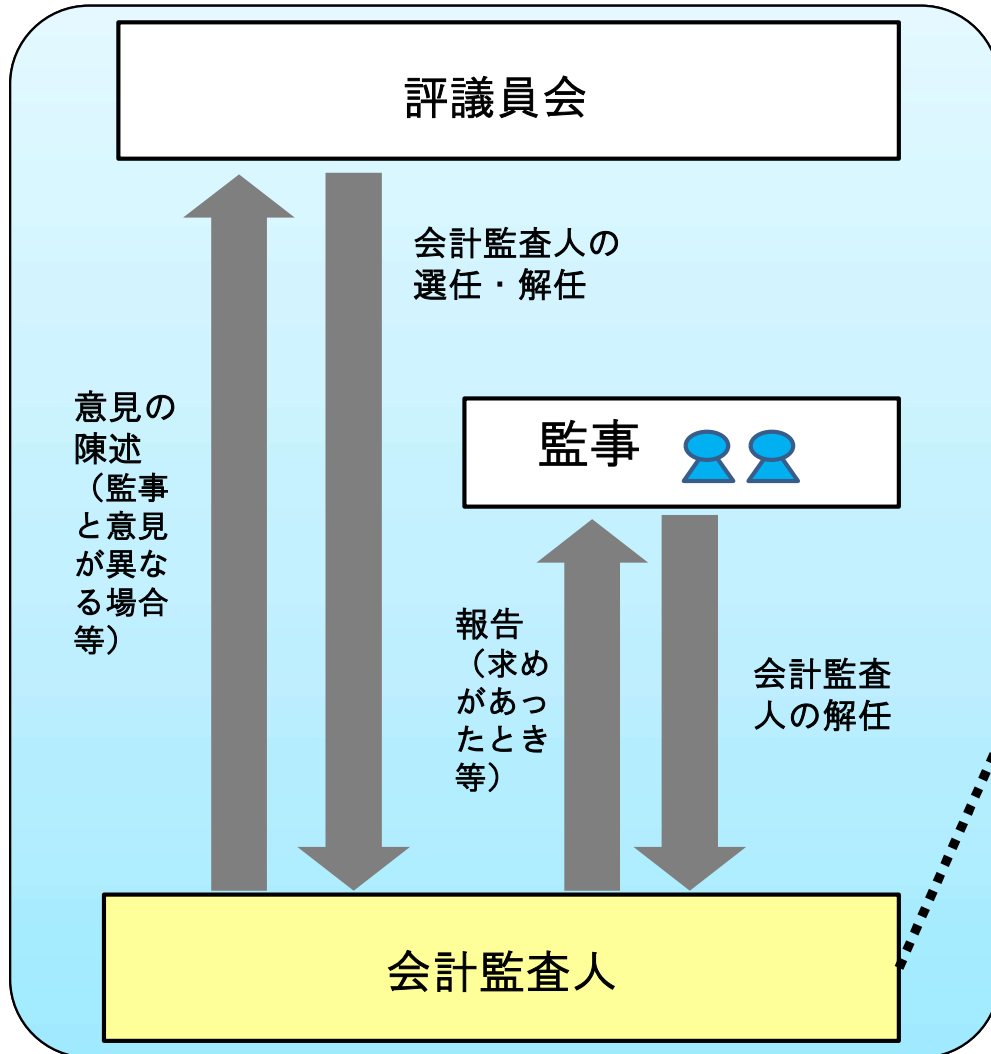 評議員会
会計監査人の
選任・解任
意見の
陳述
（監事
と意見
が異な
る場合
等）
監事
報告
（求め
があっ
たとき
等）
会計監査
人の解任
会計監査人